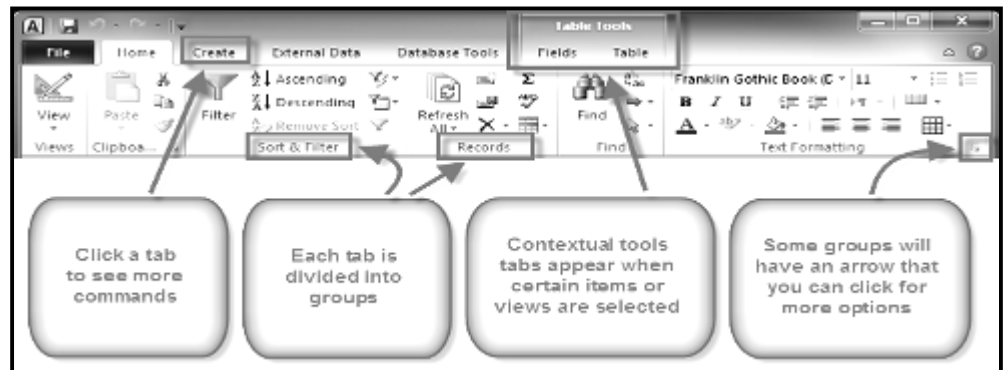 Table Tools
File Home Create External Data Database Tools Fields Table
Ascending
Descending
Remove Sort
View Paste Filter Refresh All Find
Franklin Gothic Book (D 11
B I U
A
Views Clipboa... Sort & Filter Records Find Text Formatting
Click a tab
to see more
commands
Each tab is
divided into
groups
Contextual tools
tabs appear when
certain items or
views are selected
Some groups will
have an arrow that
you can click for
more options